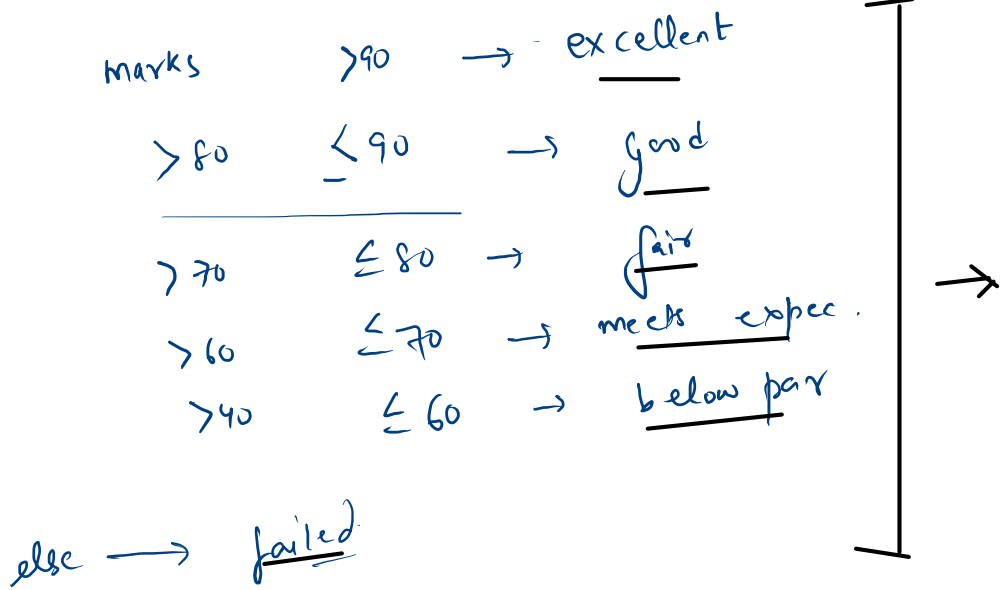 marks >90 → excellent
>80 ≤90 → good
>70 ≤80 → fair
>60 ≤70 → meets expec.
>40 ≤60 → below par
else → failed